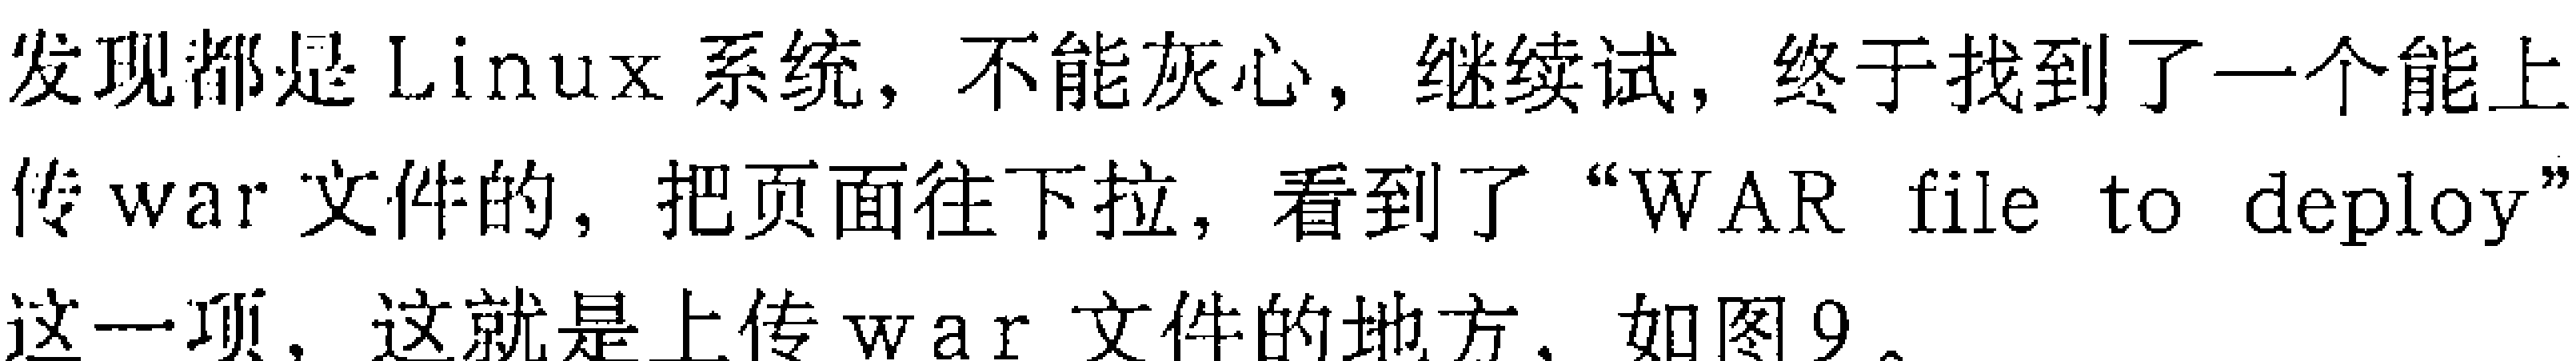 发现都是 Linux 系统，不能灰心，继续试，终于找到了一个能上
传 war 文件的，把页面往下拉，看到了 “WAR file to deploy”
这一项，这就是上传 war 文件的地方，如图 9。